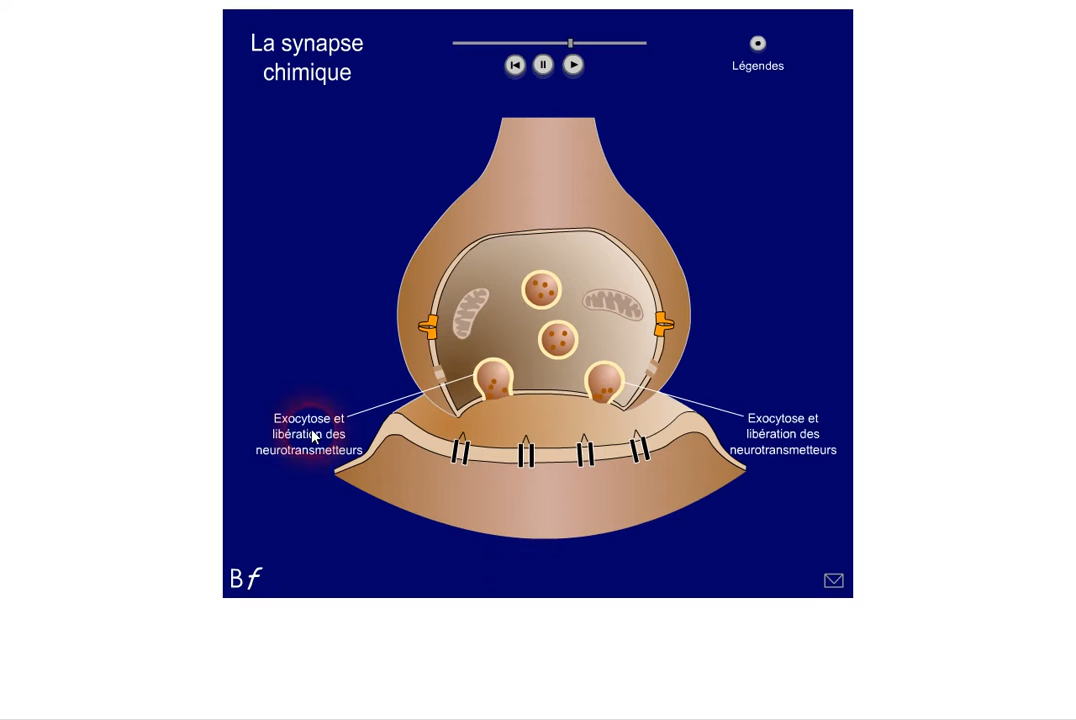 La synapse
chimique
Légendes
Exocytose et
libération des
neurotransmetteurs
Exocytose et
libération des
neurotransmetteurs
Bf